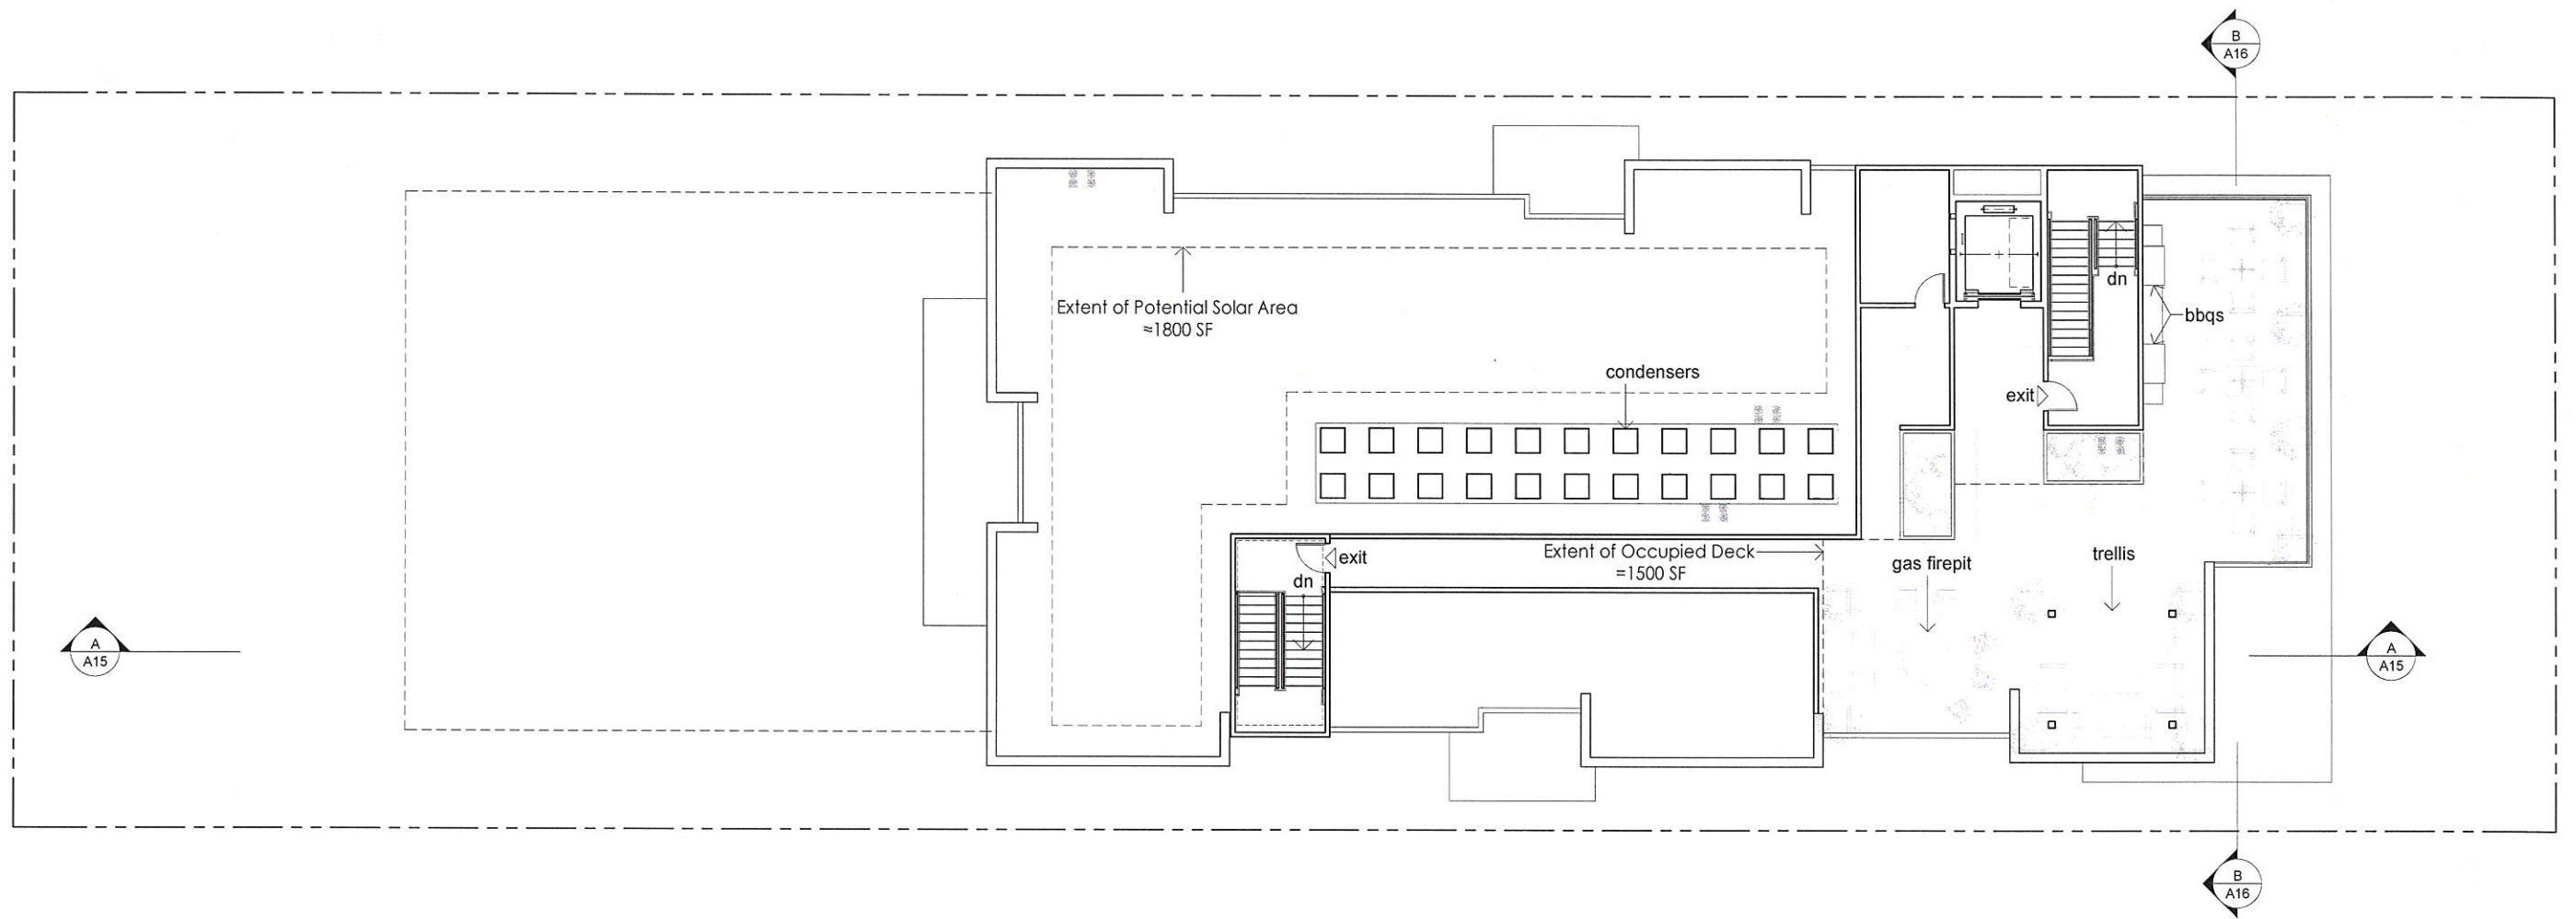 B
A16
Extent of Potential Solar Area
≈1800 SF
dn
bbqs
condensers
exit
exit
Extent of Occupied Deck
=1500 SF
dn
gas firepit
trellis
A
A15
A
A15
B
A16